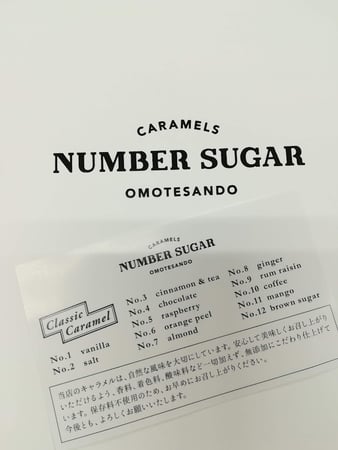 CARAMELS
NUMBER SUGAR
OMOTESANDO
CARAMELS
NUMBER SUGAR
OMOTESANDO
Classic
Caramel
No.1 vanilla
No.2 salt
No.3 cinnamon & tea
No.4 chocolate
No.5 raspberry
No.6 orange peel
No.7 almond
No.8 ginger
No.9 rum raisin
No.10 coffee
No.11 mango
No.12 brown sugar
当店のキャラメルは、自然な風味を大切にしています。安心して美味しくお召し上がり
いただけるよう、香料、着色料、酸味料など一切加えず、無添加にこだわり仕上げて
います。保存料不使用のため、お早めにお召し上がりください。
今後とも、よろしくお願いいたします。